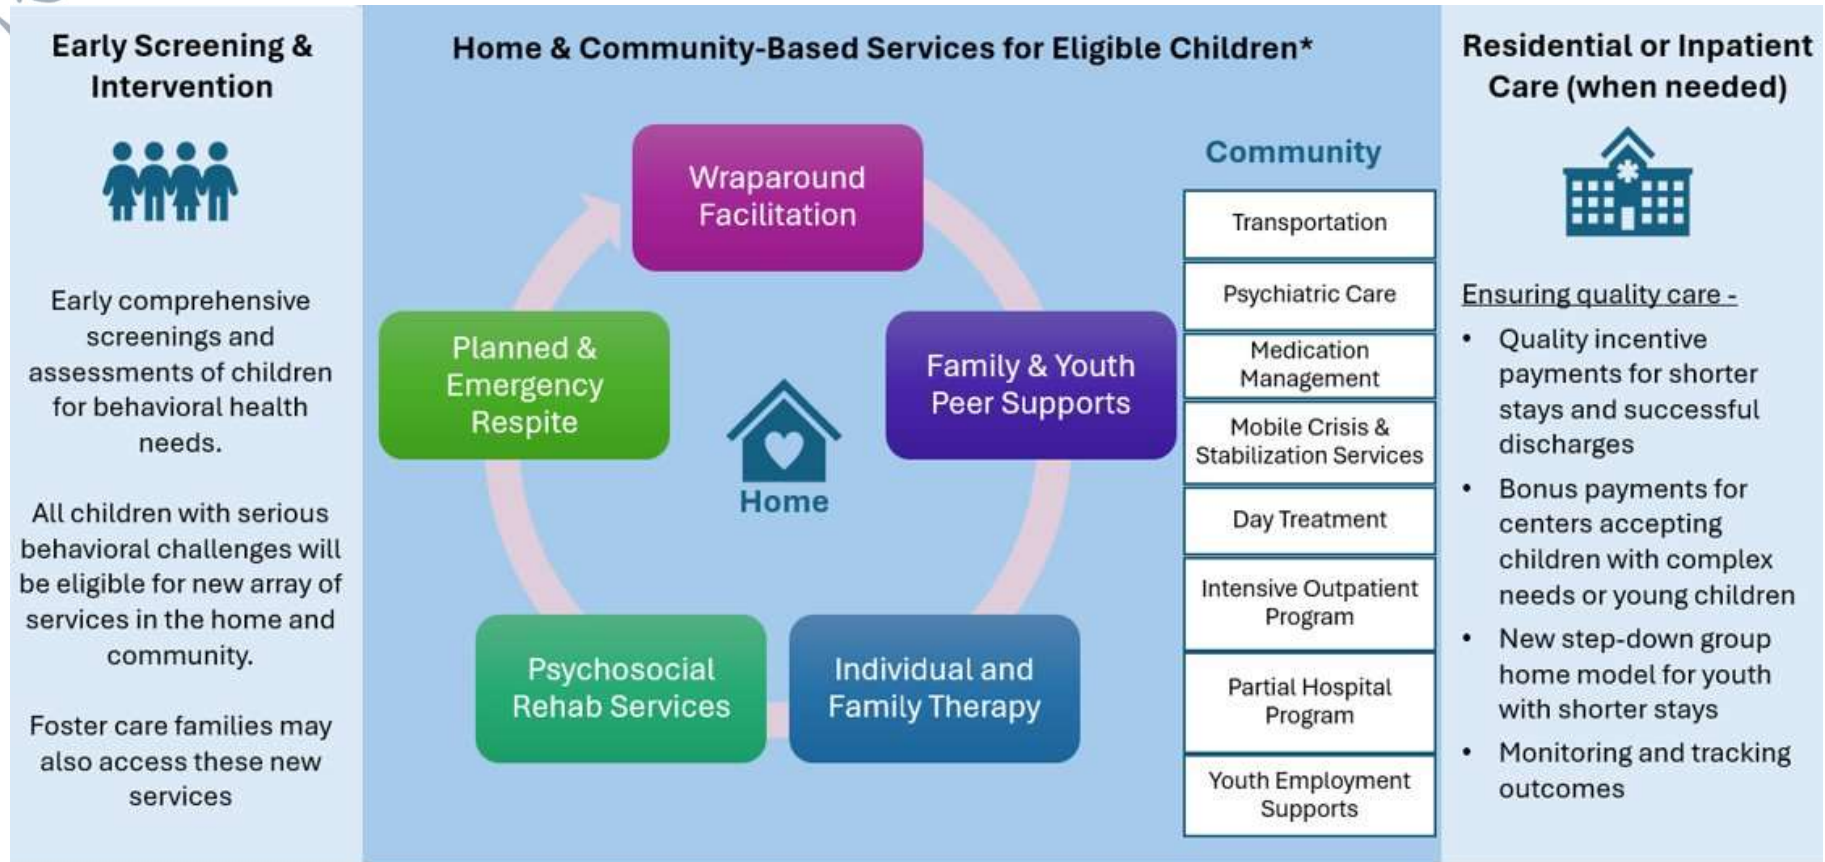 Early Screening &
Intervention
Early comprehensive
screenings and
assessments of children
for behavioral health
needs.
All children with serious
behavioral challenges will
be eligible for new array of
services in the home and
community.
Foster care families may
also access these new
services
Home & Community-Based Services for Eligible Children*
Wraparound
Facilitation
Family & Youth
Peer Supports
Individual and
Family Therapy
Psychosocial
Rehab Services
Planned &
Emergency
Respite
Home
Community
Transportation
Psychiatric Care
Medication
Management
Mobile Crisis &
Stabilization Services
Day Treatment
Intensive Outpatient
Program
Partial Hospital
Program
Youth Employment
Supports
Residential or Inpatient
Care (when needed)
Ensuring quality care -
• Quality incentive
payments for shorter
stays and successful
discharges
• Bonus payments for
centers accepting
children with complex
needs or young children
• New step-down group
home model for youth
with shorter stays
• Monitoring and tracking
outcomes